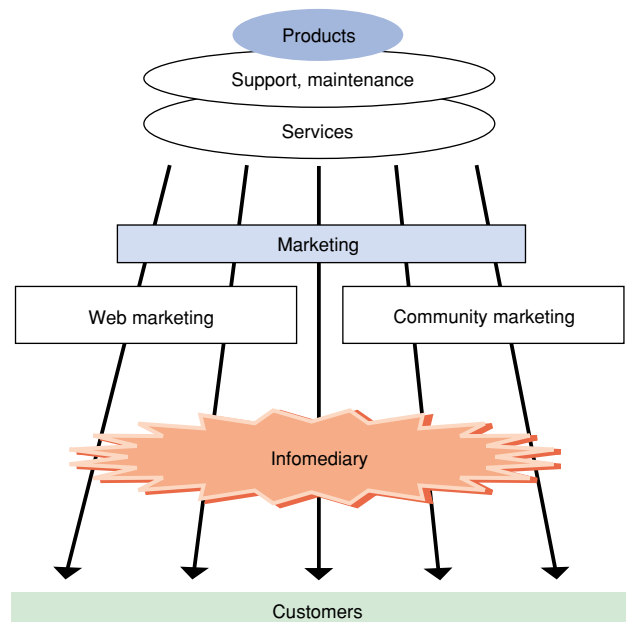 Products
Support, maintenance
Services
Marketing
Web marketing
Community marketing
Infomediary
Customers